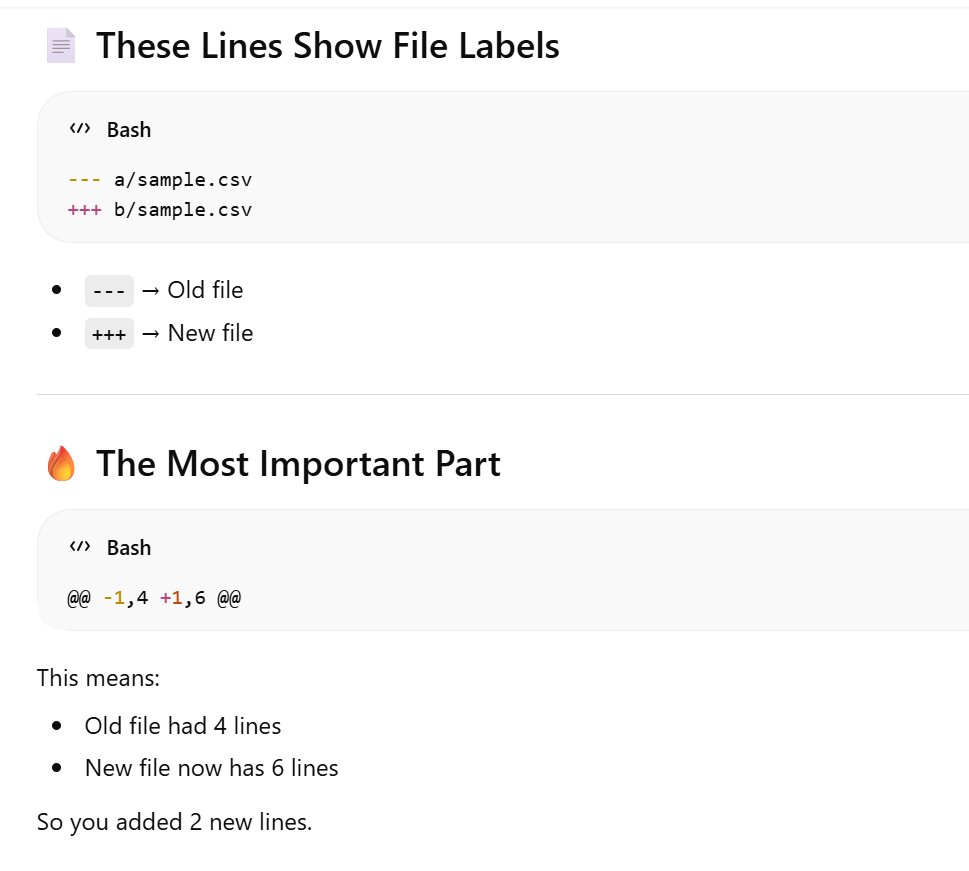 These Lines Show File Labels
Bash
--- a/sample.csv
+++ b/sample.csv
• --- → Old file
• +++ → New file
The Most Important Part
Bash
@@ -1,4 +1,6 @@
This means:
• Old file had 4 lines
• New file now has 6 lines
So you added 2 new lines.